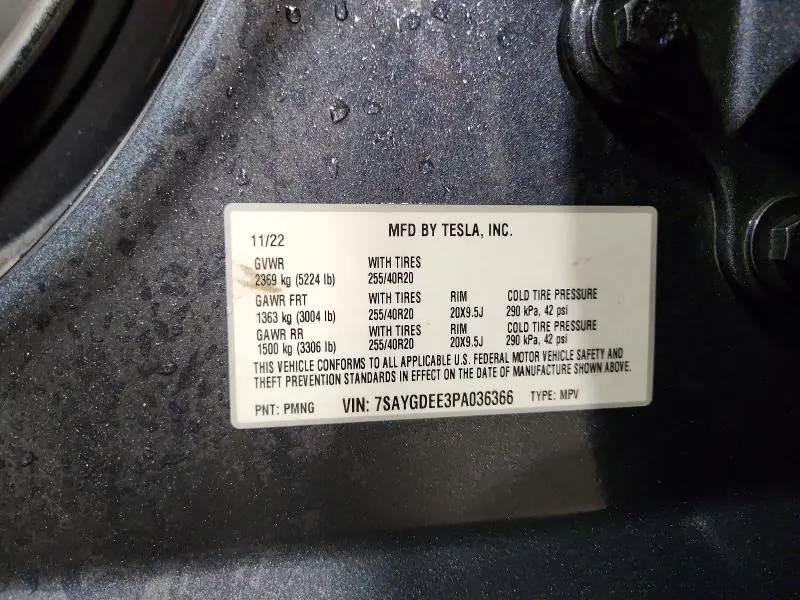 11/22 MFD BY TESLA, INC.
GVWR WITH TIRES
2369 kg (5224 lb) 255/40R20
GAWR FRT WITH TIRES RIM COLD TIRE PRESSURE
1363 kg (3004 lb) 255/40R20 20X9.5J 290 kPa, 42 psi
GAWR RR WITH TIRES RIM COLD TIRE PRESSURE
1500 kg (3306 lb) 255/40R20 20X9.5J 290 kPa, 42 psi
THIS VEHICLE CONFORMS TO ALL APPLICABLE U.S. FEDERAL MOTOR VEHICLE SAFETY AND
THEFT PREVENTION STANDARDS IN EFFECT ON THE DATE OF MANUFACTURE SHOWN ABOVE.
PNT: PMNG VIN: 7SAYGDEE3PA036366 TYPE: MPV